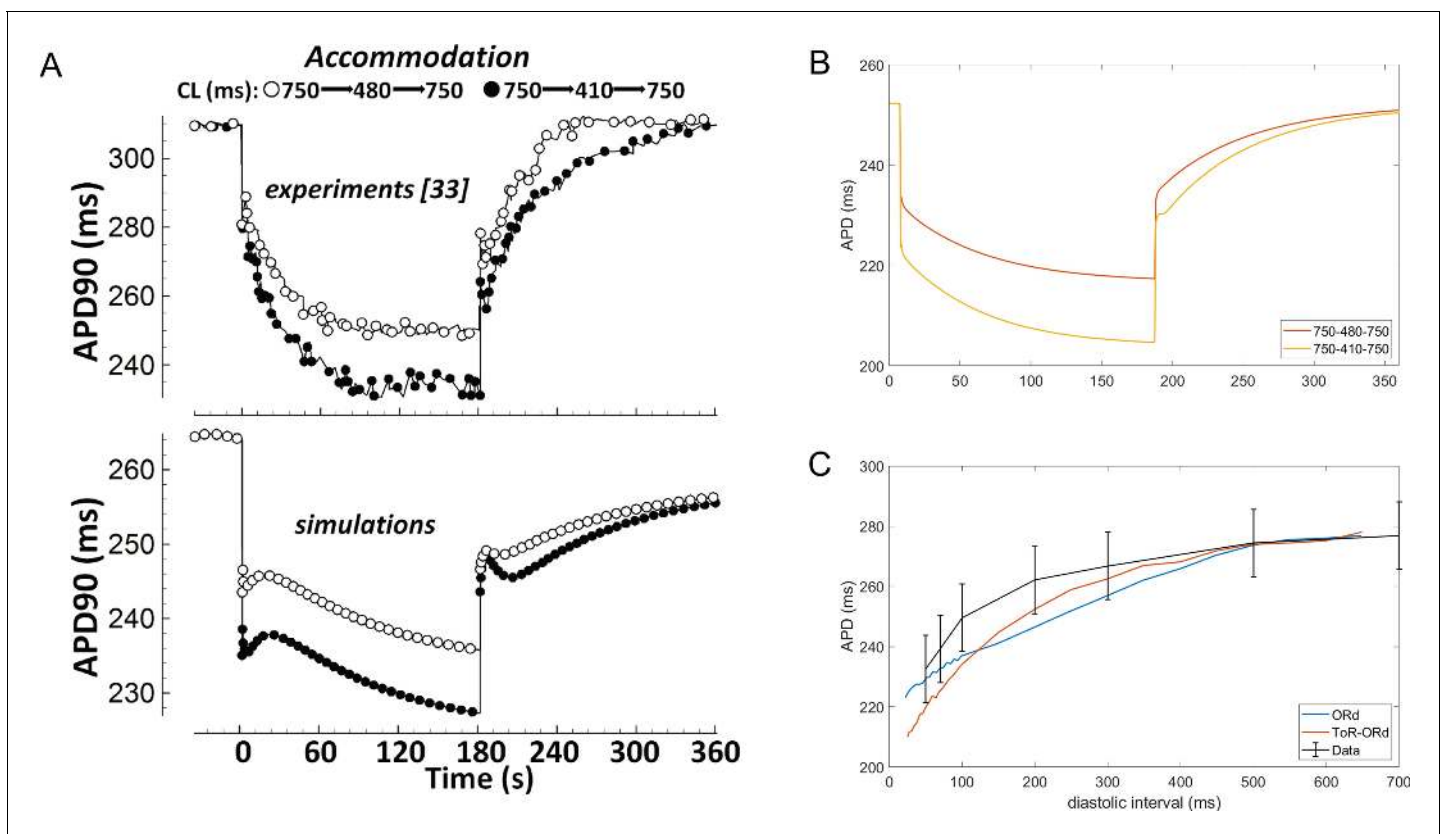 A
Accommodation
CL (ms): 750 480 750 750 410 750
APD90 (ms)
300
280
260
240
experiments [33]
APD90 (ms)
260
250
240
230
simulations
0 60 120 180 240 300 360
Time (s)
B
APD (ms)
260
240
220
200
0 50 100 150 200 250 300 350
750-480-750
750-410-750
C
APD (ms)
300
280
260
240
220
200
0 100 200 300 400 500 600 700
diastolic interval (ms)
ORd
ToR-ORd
Data